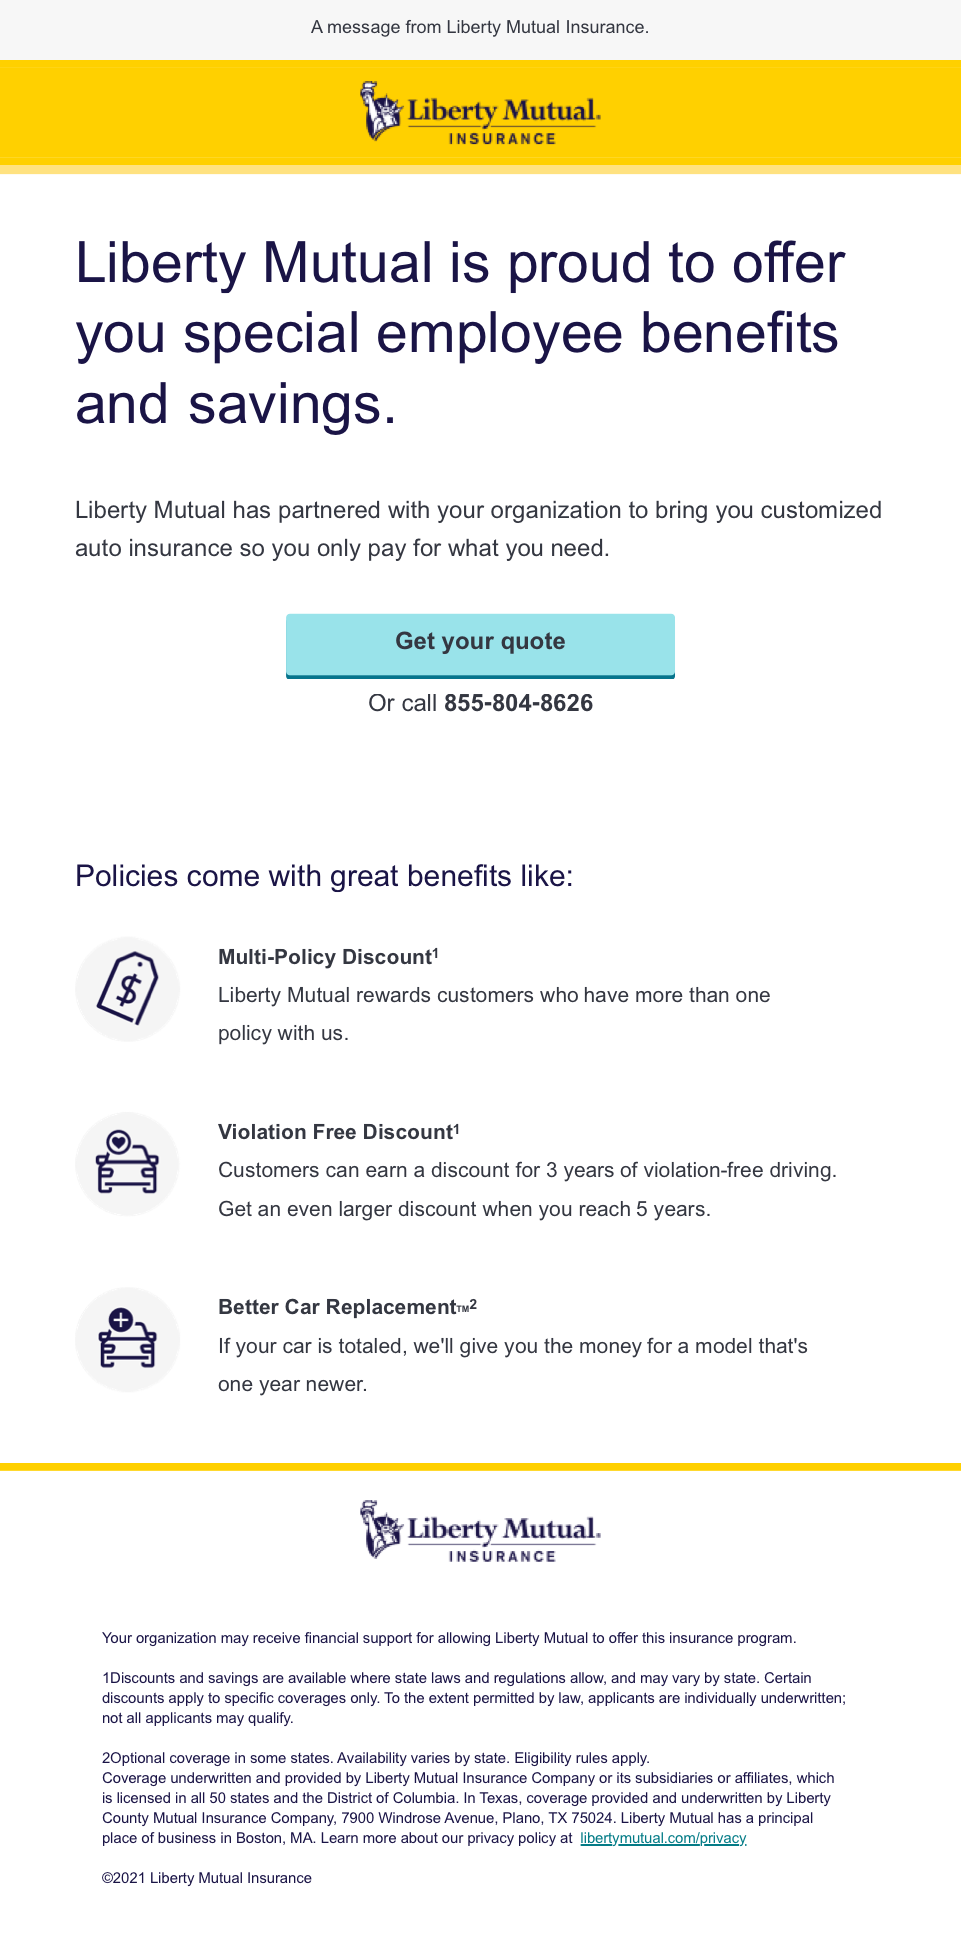 A message from Liberty Mutual Insurance.
Liberty Mutual.
INSURANCE
Liberty Mutual is proud to offer
you special employee benefits
and savings.
Liberty Mutual has partnered with your organization to bring you customized
auto insurance so you only pay for what you need.
Get your quote
Or call 855-804-8626
Policies come with great benefits like:
Multi-Policy Discount¹
Liberty Mutual rewards customers who have more than one
policy with us.
Violation Free Discount¹
Customers can earn a discount for 3 years of violation-free driving.
Get an even larger discount when you reach 5 years.
Better Car Replacement™²
If your car is totaled, we'll give you the money for a model that's
one year newer.
Liberty Mutual.
INSURANCE
Your organization may receive financial support for allowing Liberty Mutual to offer this insurance program.
1Discounts and savings are available where state laws and regulations allow, and may vary by state. Certain
discounts apply to specific coverages only. To the extent permitted by law, applicants are individually underwritten;
not all applicants may qualify.
2Optional coverage in some states. Availability varies by state. Eligibility rules apply.
Coverage underwritten and provided by Liberty Mutual Insurance Company or its subsidiaries or affiliates, which
is licensed in all 50 states and the District of Columbia. In Texas, coverage provided and underwritten by Liberty
County Mutual Insurance Company, 7900 Windrose Avenue, Plano, TX 75024. Liberty Mutual has a principal
place of business in Boston, MA. Learn more about our privacy policy at libertymutual.com/privacy
©2021 Liberty Mutual Insurance